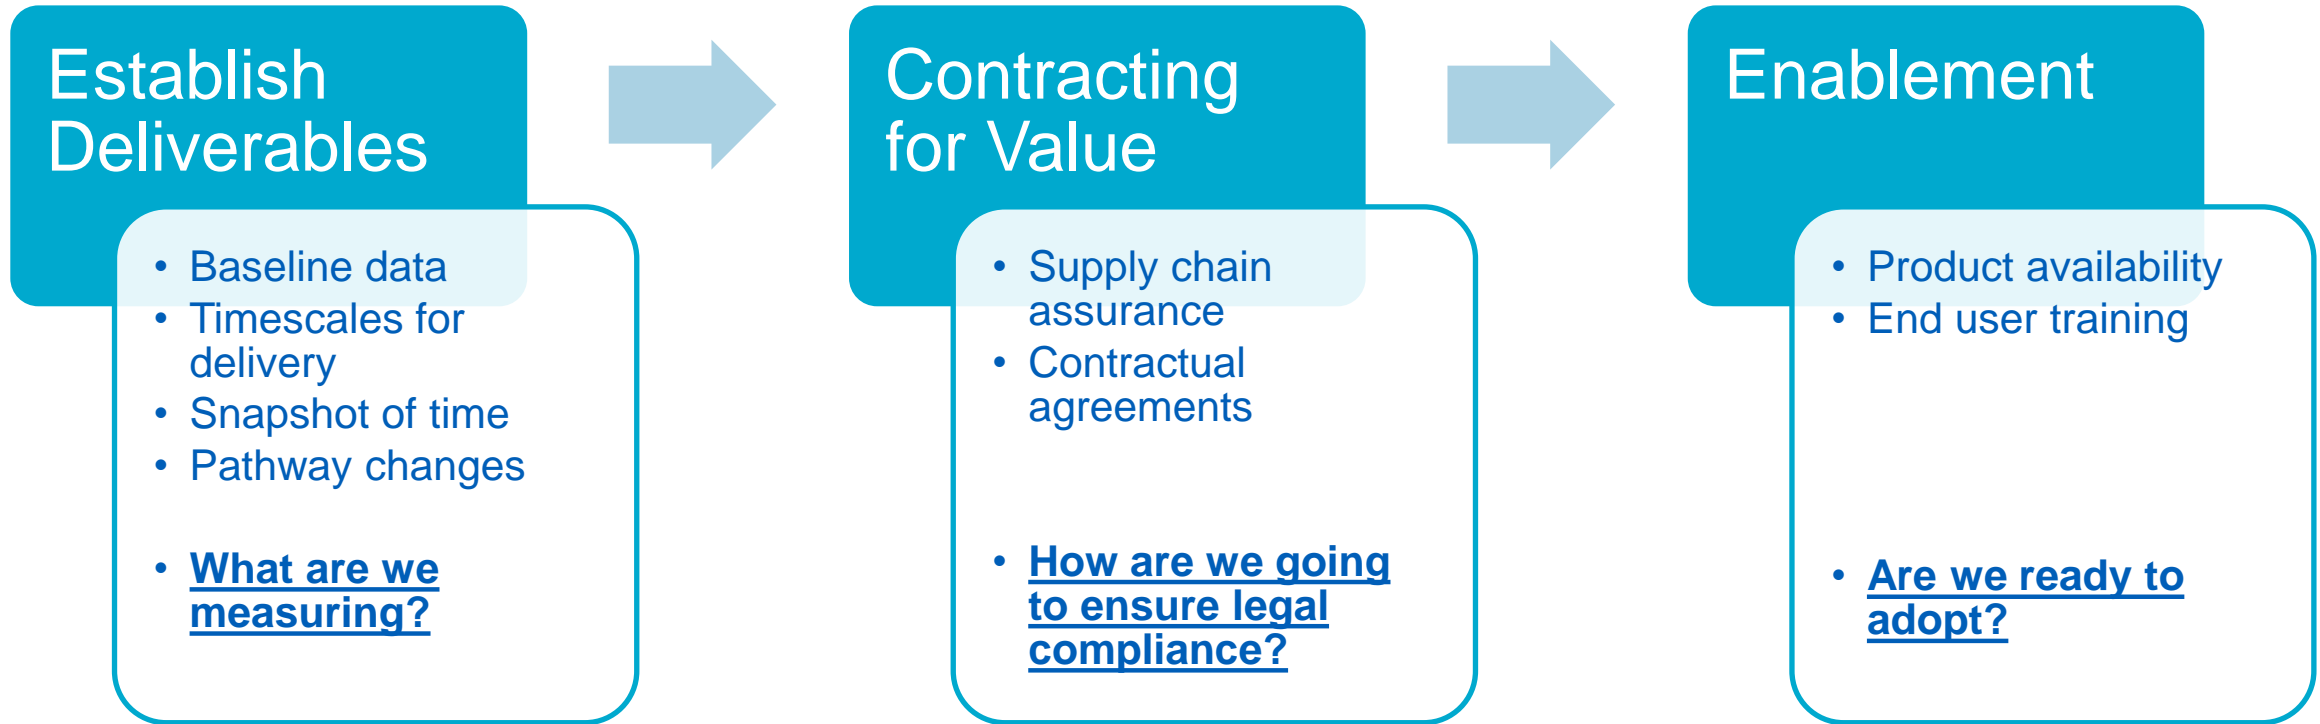 Establish
Deliverables
• Baseline data
• Timescales for
delivery
• Snapshot of time
• Pathway changes
• What are we
measuring?
Contracting
for Value
• Supply chain
assurance
• Contractual
agreements
• How are we going
to ensure legal
compliance?
Enablement
• Product availability
• End user training
• Are we ready to
adopt?